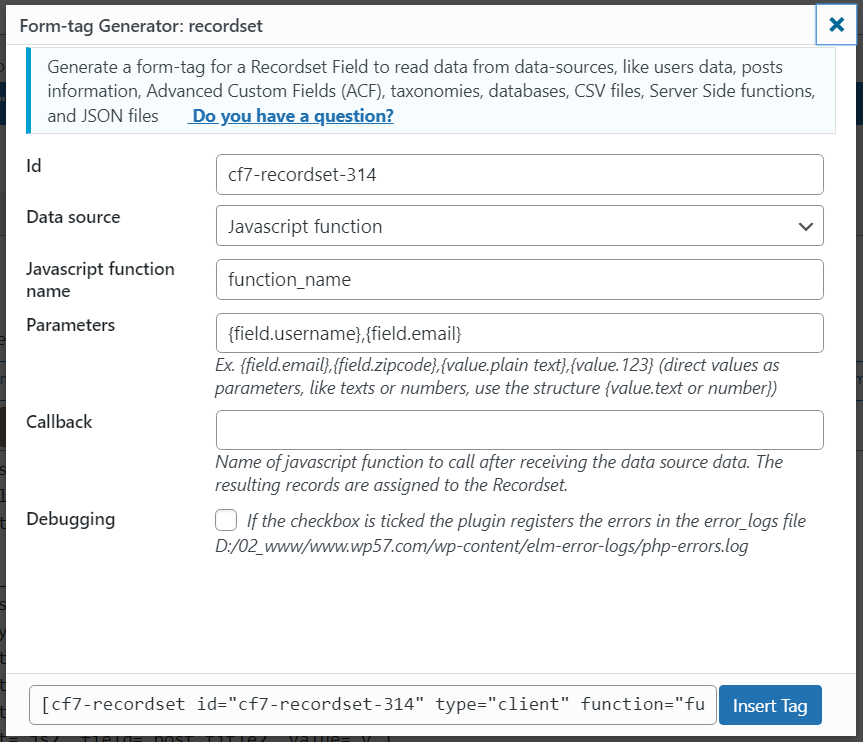 Form-tag Generator: recordset
Generate a form-tag for a Recordset Field to read data from data-sources, like users data, posts
information, Advanced Custom Fields (ACF), taxonomies, databases, CSV files, Server Side functions,
and JSON files Do you have a question?
Id
cf7-recordset-314
Data source
Javascript function
Javascript function
name
function_name
Parameters
{field.username},{field.email}
Ex. {field.email},{field.zipcode},{value.plain text},{value.123} (direct values as
parameters, like texts or numbers, use the structure {value.text or number})
Callback
Name of javascript function to call after receiving the data source data. The
resulting records are assigned to the Recordset.
Debugging
If the checkbox is ticked the plugin registers the errors in the error_logs file
D:/02_www/www.wp57.com/wp-content/elm-error-logs/php-errors.log
[cf7-recordset id="cf7-recordset-314" type="client" function="fu
Insert Tag